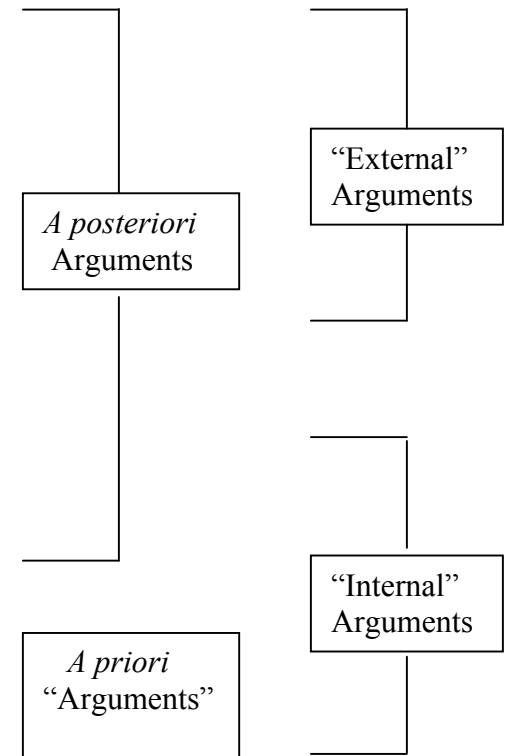 “External”
Arguments
A posteriori
Arguments
“Internal”
Arguments
A priori
“Arguments”